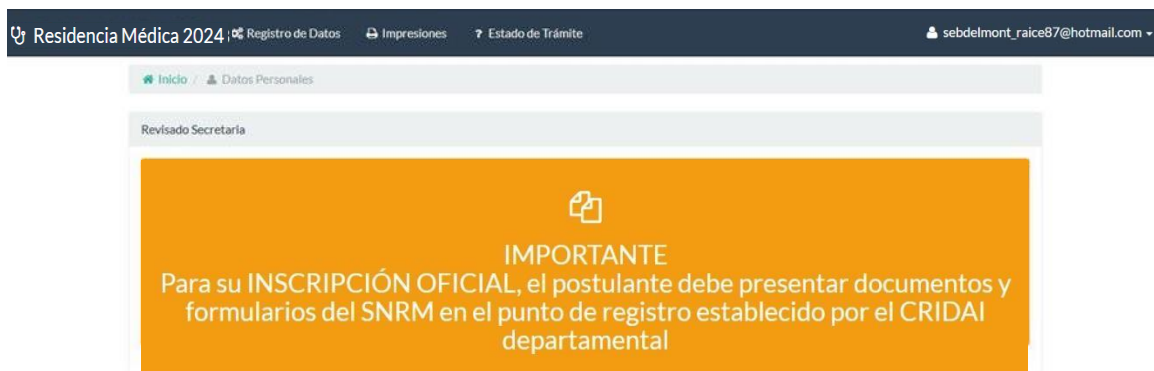 Residencia Médica 2024 Registro de Datos Impresiones ? Estado de Trámite sebdelmont_raice87@hotmail.com
Inicio / Datos Personales
Revisado Secretaria
IMPORTANTE
Para su INSCRIPCIÓN OFICIAL, el postulante debe presentar documentos y
formularios del SNRM en el punto de registro establecido por el CRIDAI
departamental